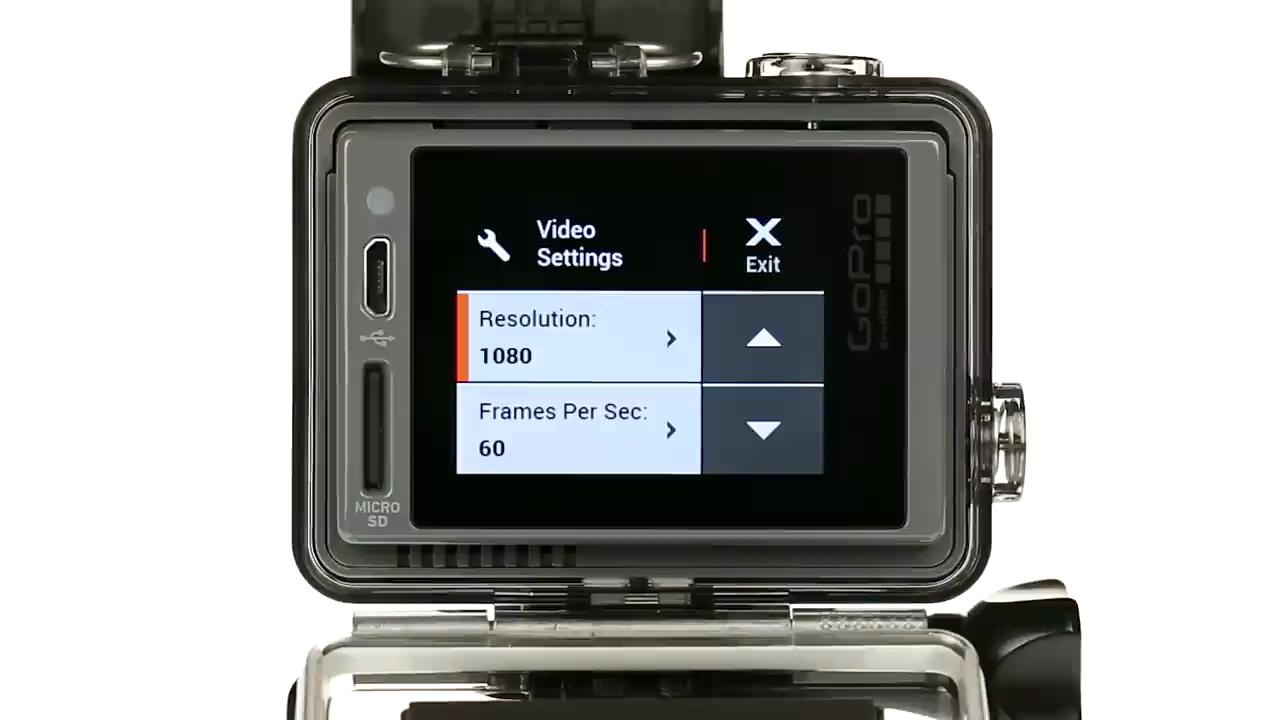 Video
Settings
Exit
Resolution:
1080
Frames Per Sec:
60
GoPro
MICRO
SD